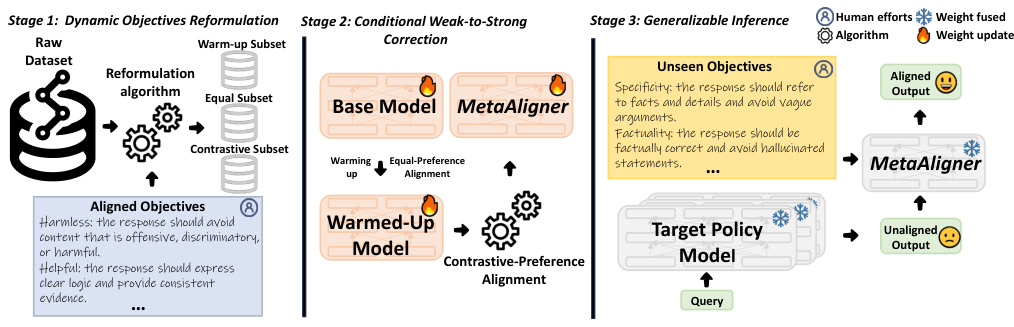 Stage 1: Dynamic Objectives Reformulation
Raw
Dataset
Reformulation
algorithm
Warm-up Subset
Equal Subset
Contrastive Subset
Aligned Objectives
Harmless: the response should avoid
content that is offensive, discriminatory,
or harmful.
Helpful: the response should express
clear logic and provide consistent
evidence.
...
Stage 2: Conditional Weak-to-Strong
Correction
Base Model
MetaAligner
Warming
up
Equal-Preference
Alignment
Warmed-Up
Model
Contrastive-Preference
Alignment
Stage 3: Generalizable Inference
Human efforts
Weight fused
Algorithm
Weight update
Unseen Objectives
Specificity: the response should refer
to facts and details and avoid vague
arguments.
Factuality: the response should be
factually correct and avoid hallucinated
statements.
...
Target Policy
Model
Query
Aligned
Output
MetaAligner
Unaligned
Output